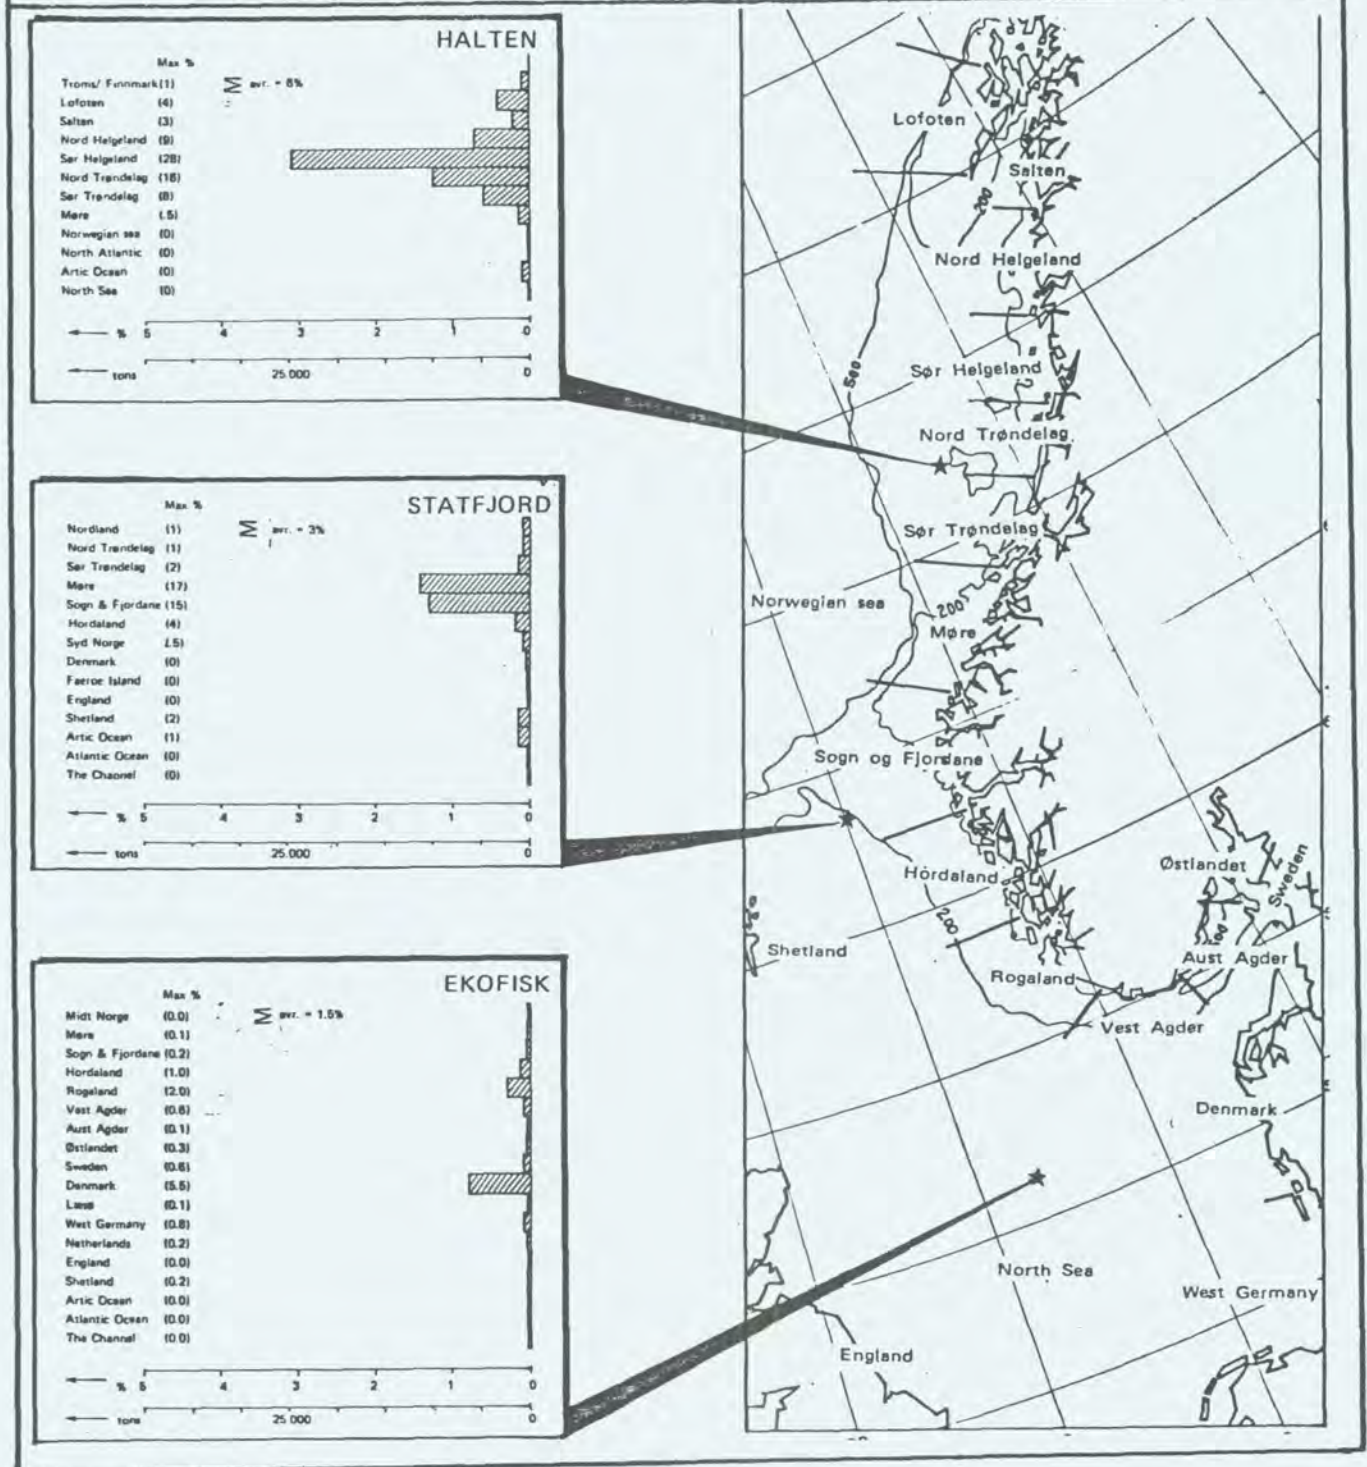 HALTEN
Max %
Troms/ Finnmark (1)
Σ avr. = 6%
Lofoten (4)
Salten (3)
Nord Helgeland (9)
Sør Helgeland (28)
Nord Trøndelag (16)
Sør Trøndelag (8)
Møre (.5)
Norwegian sea (0)
North Atlantic (0)
Artic Ocean (0)
North Sea (0)
% 5 4 3 2 1 0
tons 25.000 0
STATFJORD
Max %
Nordland (1)
Σ avr. = 3%
Nord Trøndelag (1)
Sør Trøndelag (2)
Møre (17)
Sogn & Fjordane (15)
Hordaland (4)
Syd Norge (.5)
Denmark (0)
Faeroe Island (0)
England (0)
Shetland (2)
Artic Ocean (1)
Atlantic Ocean (0)
The Channel (0)
% 5 4 3 2 1 0
tons 25.000 0
EKOFISK
Max %
Midt Norge (0.0)
Σ avr. = 1.5%
Møre (0.1)
Sogn & Fjordane (0.2)
Hordaland (1.0)
Rogaland (2.0)
Vest Agder (0.6)
Aust Agder (0.1)
Østlandet (0.3)
Sweden (0.6)
Denmark (5.5)
Læsø (0.1)
West Germany (0.8)
Netherlands (0.2)
England (0.0)
Shetland (0.2)
Artic Ocean (0.0)
Atlantic Ocean (0.0)
The Channel (0.0)
% 5 4 3 2 1 0
tons 25.000 0
Lofoten
Salten
200
Nord Helgeland
500
Sør Helgeland
Nord Trøndelag
Sør Trøndelag
Norwegian sea
200
Møre
Sogn og Fjordane
Østlandet
Sweden
Hordaland
200
Shetland
Aust Agder
Rogaland
Vest Agder
Denmark
North Sea
West Germany
England